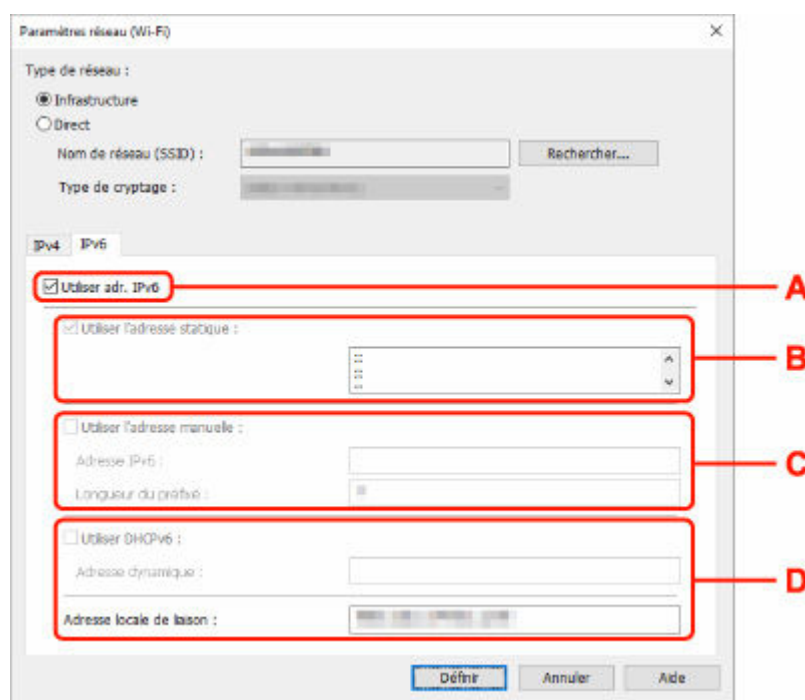 Paramètres réseau (Wi-Fi)
Type de réseau :
Infrastructure
Direct
Nom de réseau (SSID) :
Rechercher...
Type de cryptage :
IPv4 IPv6
Utiliser adr. IPv6
A
Utiliser l'adresse statique :
::
::
::
B
Utiliser l'adresse manuelle :
Adresse IPv6 :
Longueur du préfixe :
C
Utiliser DHCPv6 :
Adresse dynamique :
D
Adresse locale de liaison :
Définir Annuler Aide